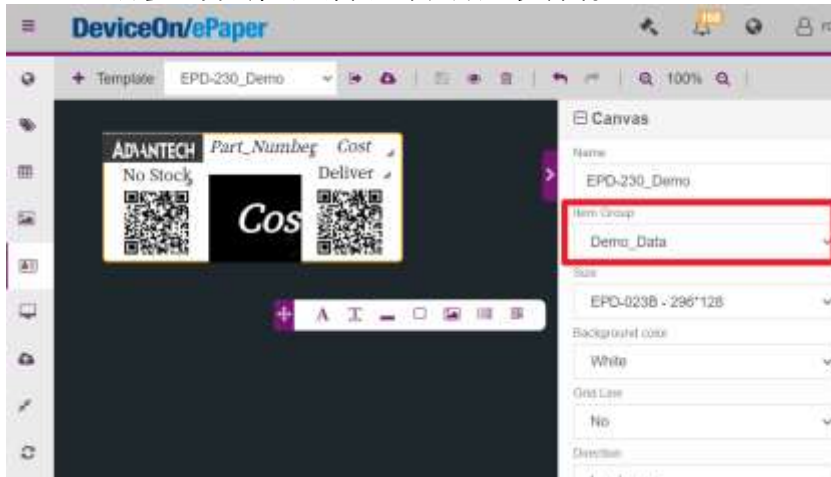 DeviceOn/ePaper
+ Template EPD-230_Demo 100%
ADVANTECH Part_Number Cost
No Stock Deliver
Cos
Canvas
Name
EPD-230_Demo
Item Group
Demo_Data
Size
EPD-023B - 296*128
Background color
White
Grid Line
No
Direction